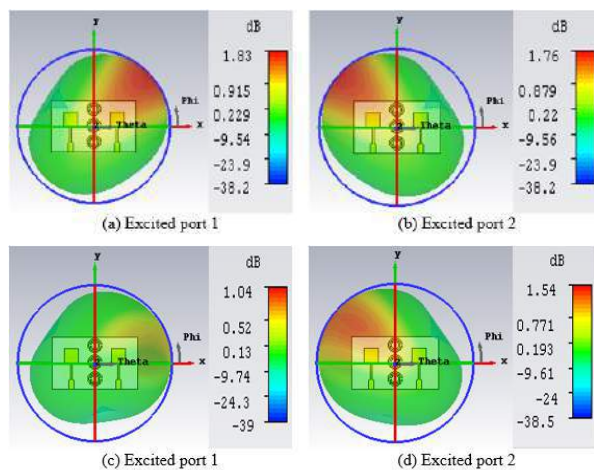 dB
y
1.83
0.915
0.229
-9.54
-23.9
-38.2
Phi
x
Theta
(a) Excited port 1
dB
y
1.76
0.879
0.22
-9.56
-23.9
-38.2
Phi
x
Theta
(b) Excited port 2
dB
y
1.04
0.52
0.13
-9.74
-24.3
-39
Phi
x
Theta
(c) Excited port 1
dB
y
1.54
0.771
0.193
-9.61
-24
-38.5
Phi
x
Theta
(d) Excited port 2